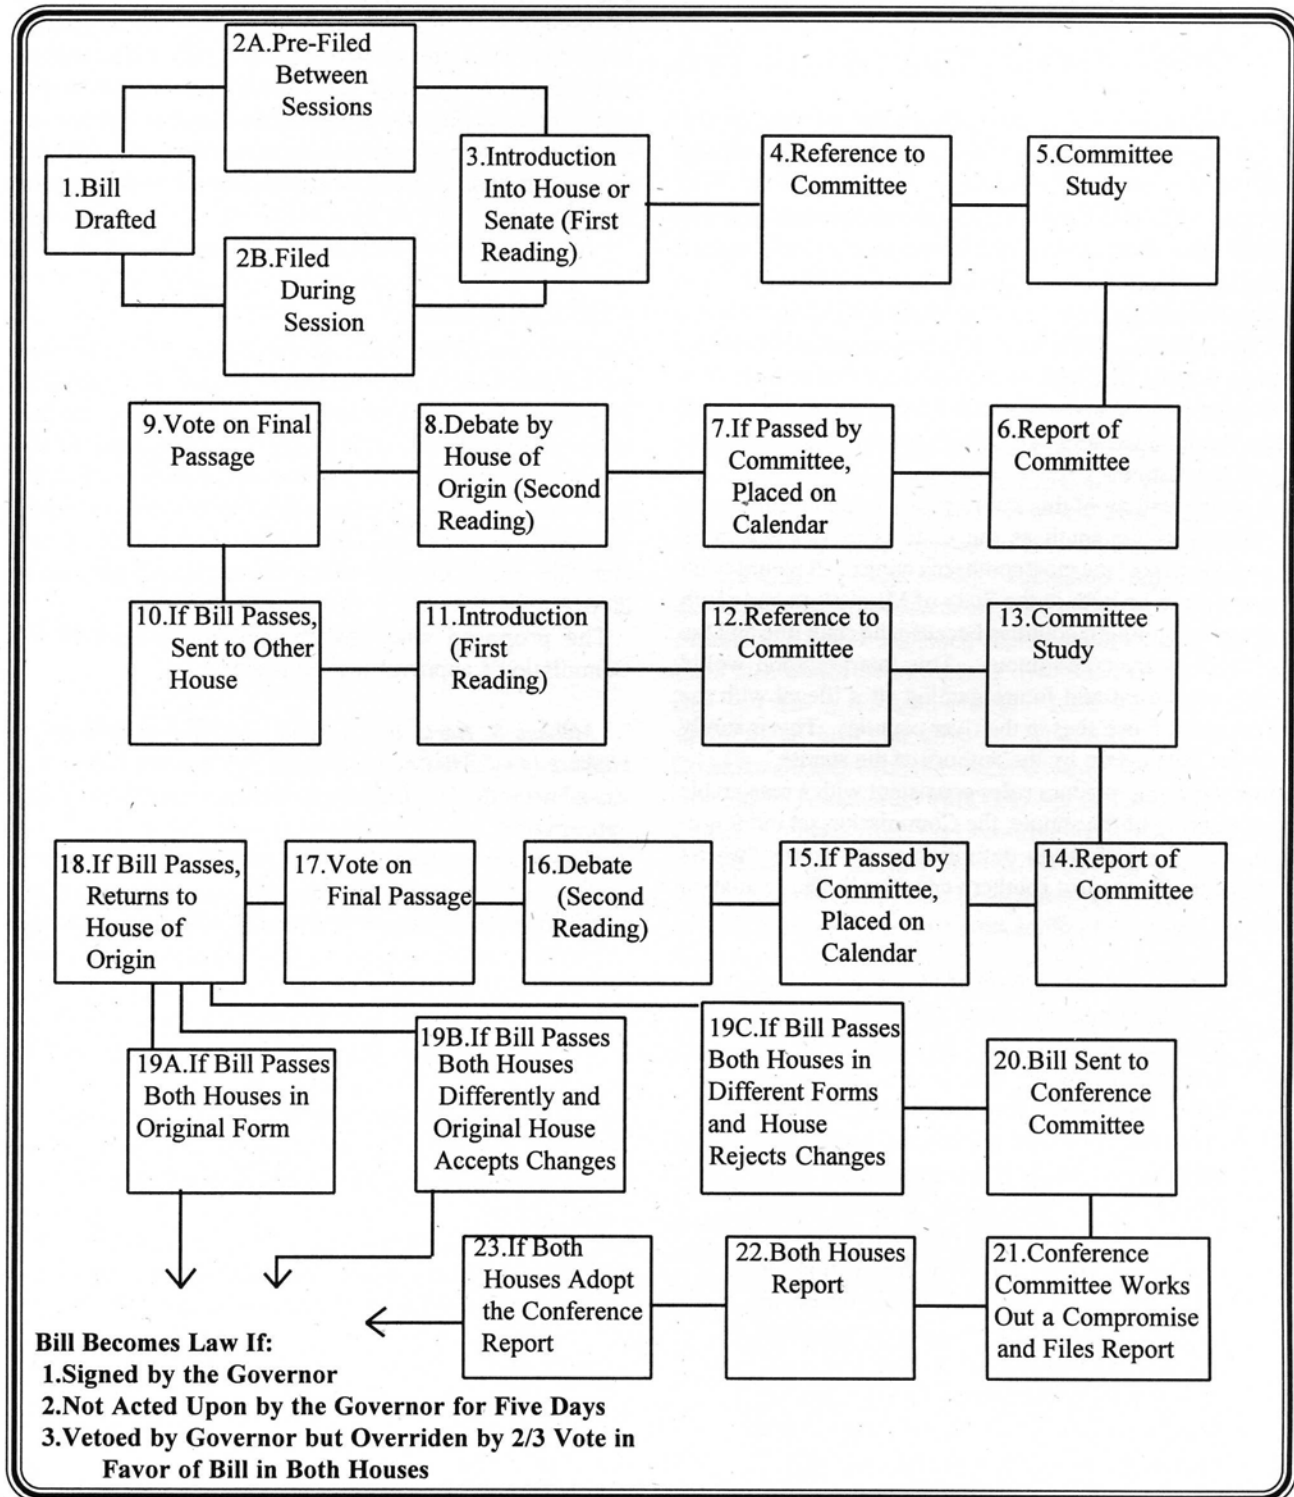 2A.Pre-Filed
Between
Sessions
1.Bill
Drafted
2B.Filed
During
Session
3.Introduction
Into House or
Senate (First
Reading)
4.Reference to
Committee
5.Committee
Study
6.Report of
Committee
7.If Passed by
Committee,
Placed on
Calendar
8.Debate by
House of
Origin (Second
Reading)
9.Vote on Final
Passage
10.If Bill Passes,
Sent to Other
House
11.Introduction
(First
Reading)
12.Reference to
Committee
13.Committee
Study
14.Report of
Committee
15.If Passed by
Committee,
Placed on
Calendar
16.Debate
(Second
Reading)
17.Vote on
Final Passage
18.If Bill Passes,
Returns to
House of
Origin
19A.If Bill Passes
Both Houses in
Original Form
19B.If Bill Passes
Both Houses
Differently and
Original House
Accepts Changes
19C.If Bill Passes
Both Houses in
Different Forms
and House
Rejects Changes
20.Bill Sent to
Conference
Committee
21.Conference
Committee Works
Out a Compromise
and Files Report
22.Both Houses
Report
23.If Both
Houses Adopt
the Conference
Report
Bill Becomes Law If:
1.Signed by the Governor
2.Not Acted Upon by the Governor for Five Days
3.Vetoed by Governor but Overriden by 2/3 Vote in
Favor of Bill in Both Houses